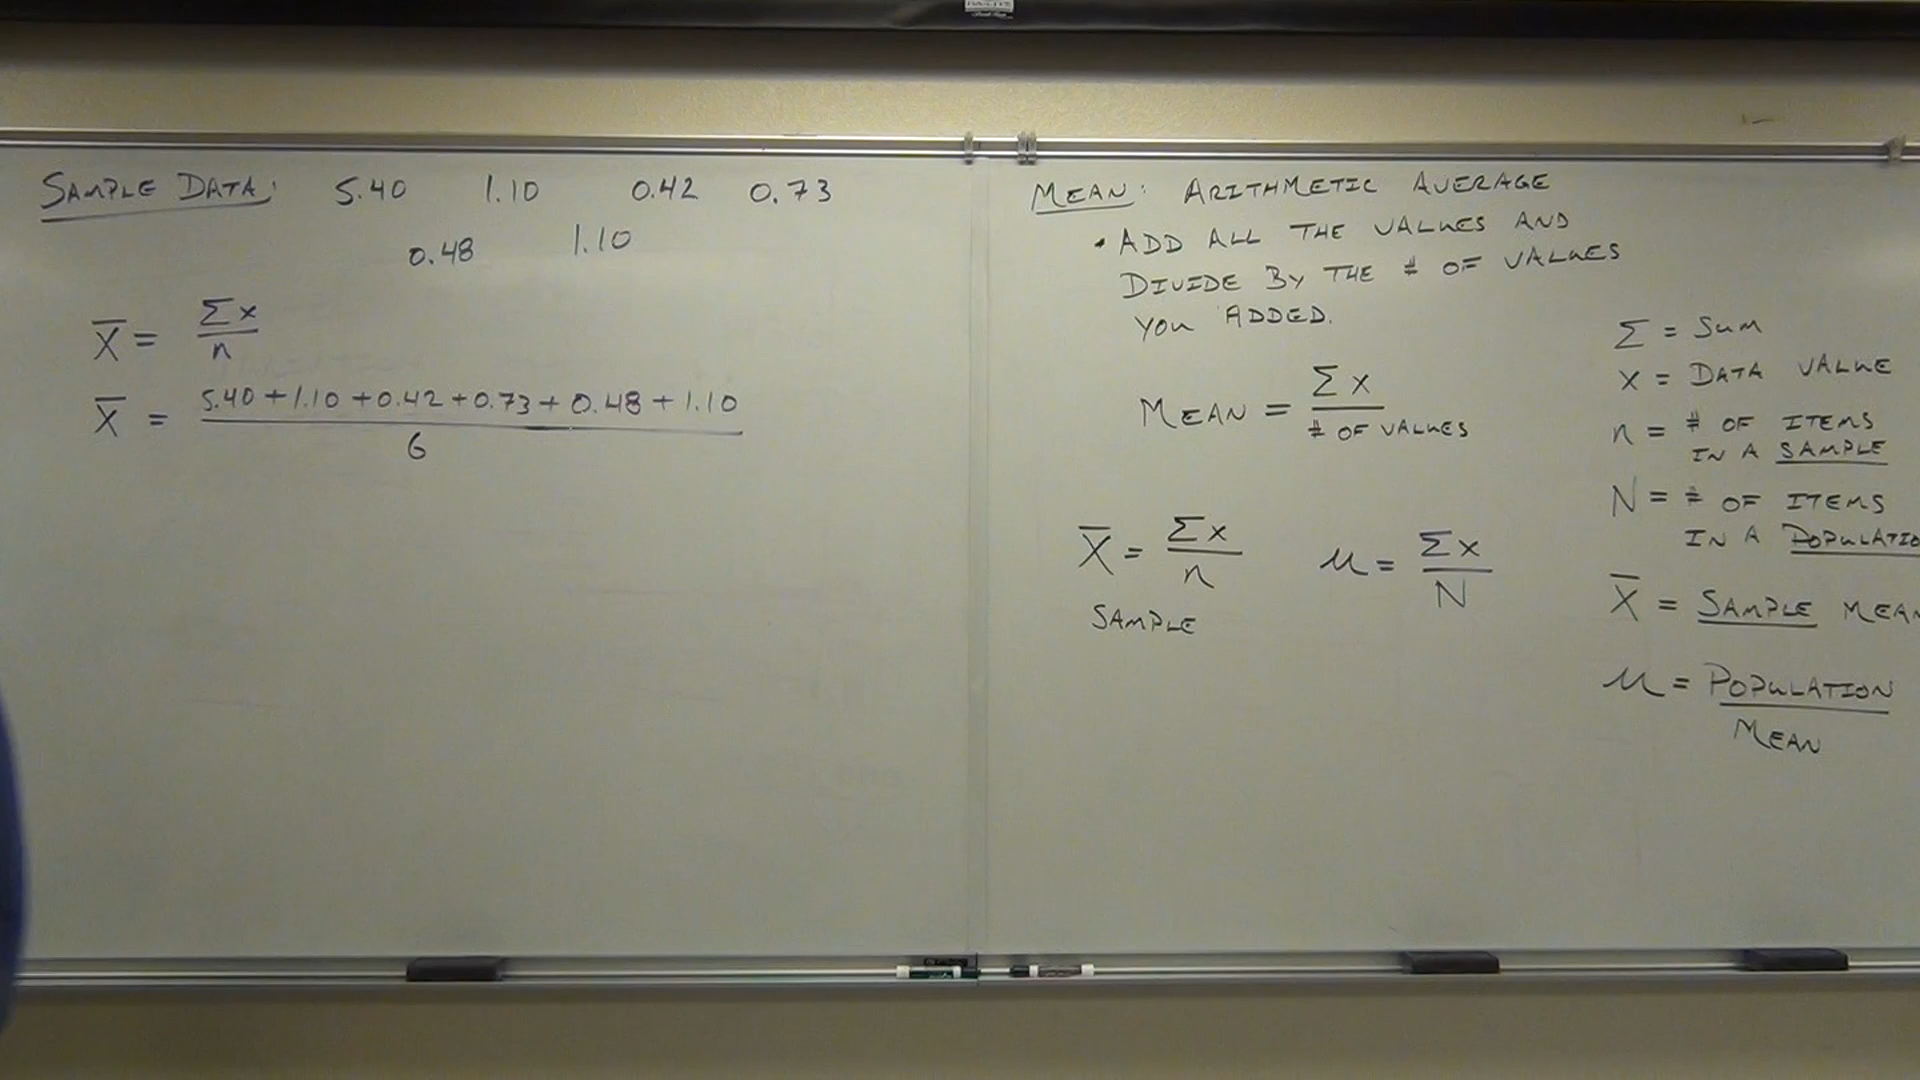 SAMPLE DATA: 5.40 1.10 0.42 0.73
0.48 1.10
X̄ = Σx / n
X̄ = 5.40 + 1.10 + 0.42 + 0.73 + 0.48 + 1.10 / 6
MEAN: ARITHMETIC AVERAGE
• ADD ALL THE VALUES AND
DIVIDE BY THE # OF VALUES
YOU ADDED.
MEAN = Σx / # OF VALUES
X̄ = Σx / n μ = Σx / N
SAMPLE
Σ = SUM
x = DATA VALUE
n = # OF ITEMS
IN A SAMPLE
N = # OF ITEMS
IN A POPULATIO
X̄ = SAMPLE MEAN
μ = POPULATION
MEAN